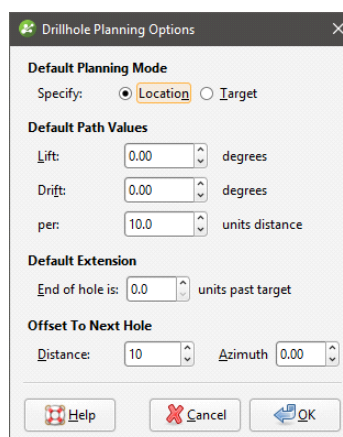 Drillhole Planning Options
Default Planning Mode
Specify: Location Target
Default Path Values
Lift: 0.00 degrees
Drift: 0.00 degrees
per: 10.0 units distance
Default Extension
End of hole is: 0.0 units past target
Offset To Next Hole
Distance: 10 Azimuth 0.00
Help Cancel OK